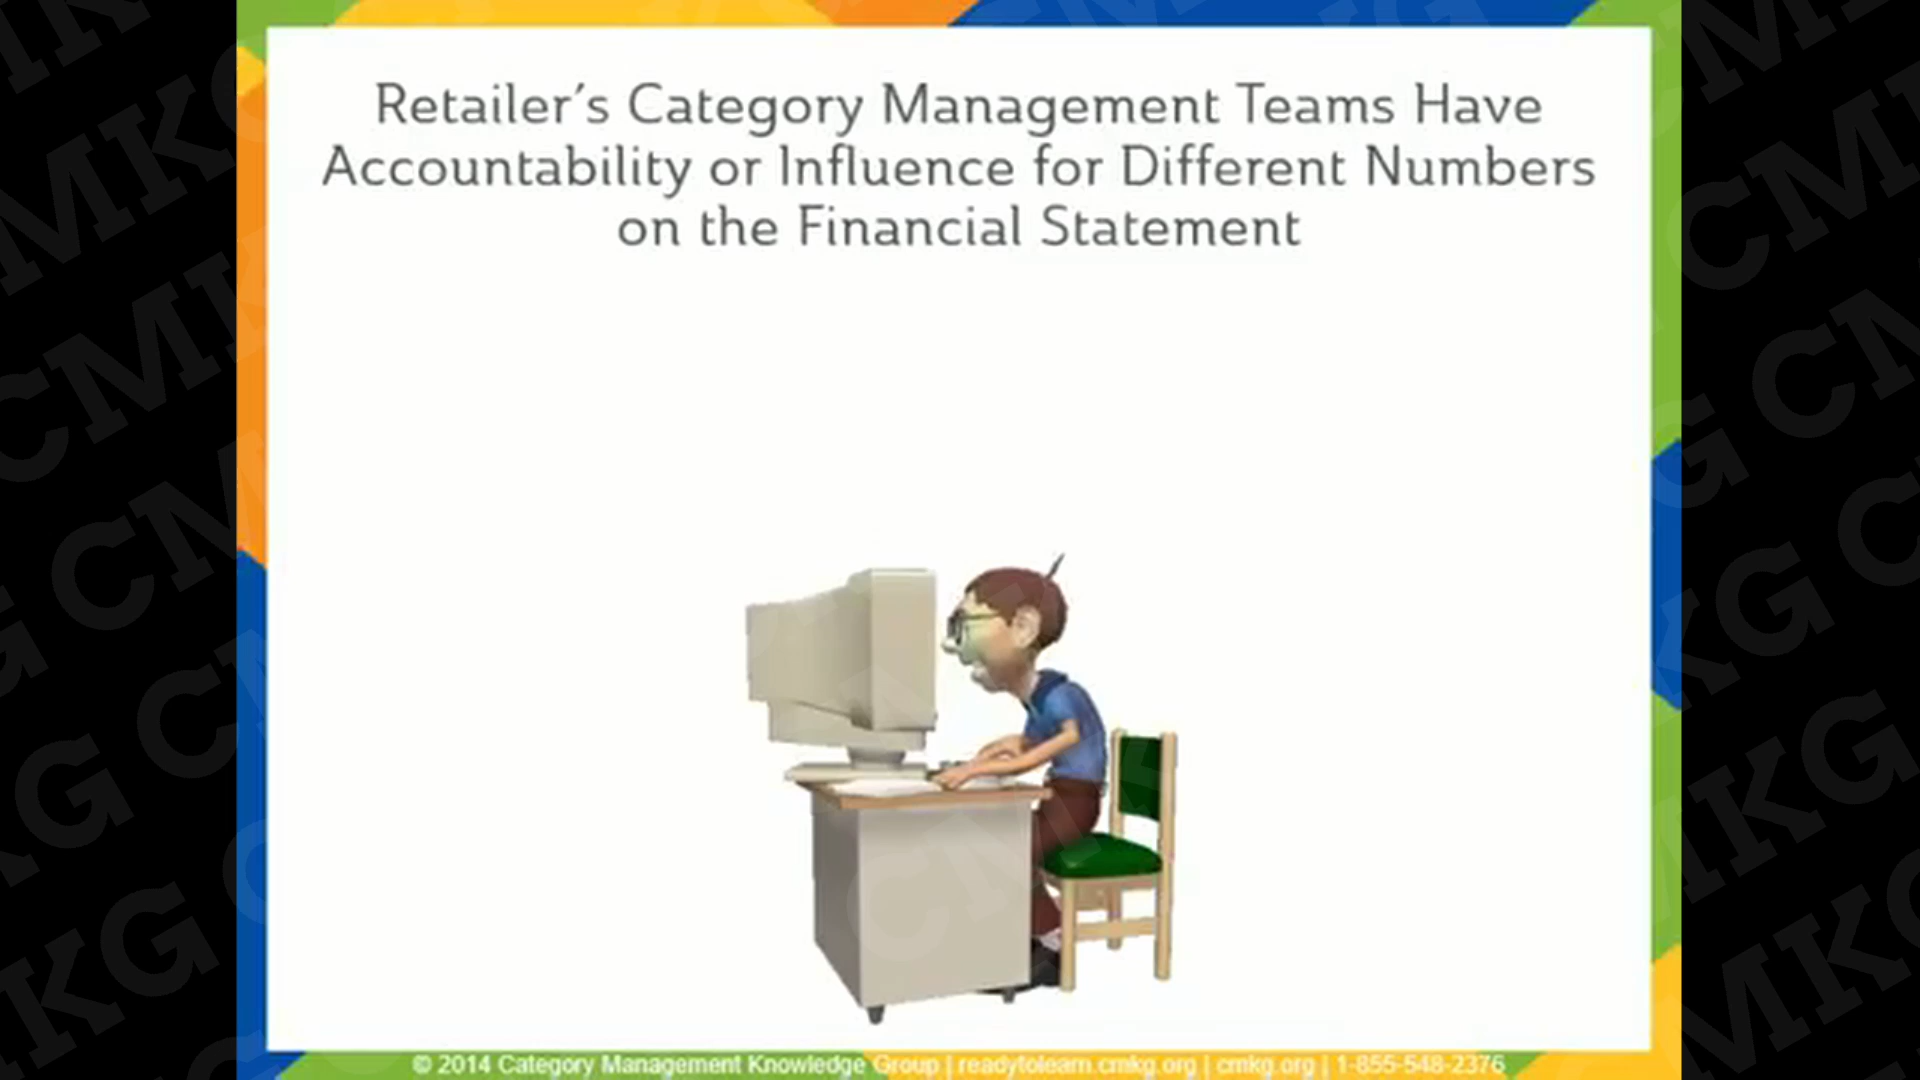 Retailer’s Category Management Teams Have
Accountability or Influence for Different Numbers
on the Financial Statement
© 2014 Category Management Knowledge Group | readytolearn.cmkg.org | cmkg.org | 1-855-548-2376
CMKG